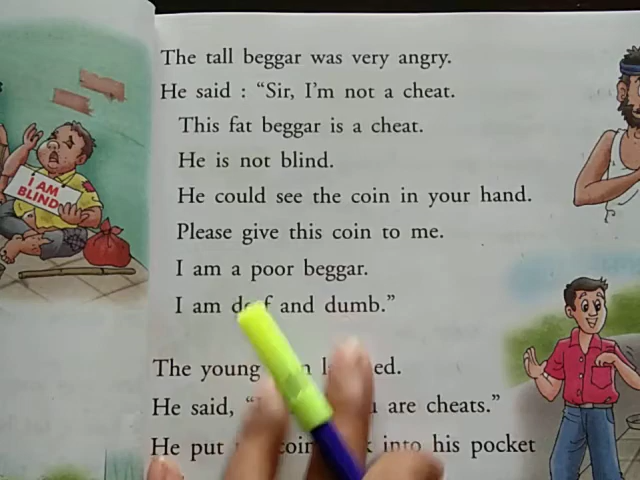 I AM
BLIND
The tall beggar was very angry.
He said : “Sir, I’m not a cheat.
This fat beggar is a cheat.
He is not blind.
He could see the coin in your hand.
Please give this coin to me.
I am a poor beggar.
I am deaf and dumb.”
The young
He said, “ are cheats.”
He put into his pocket